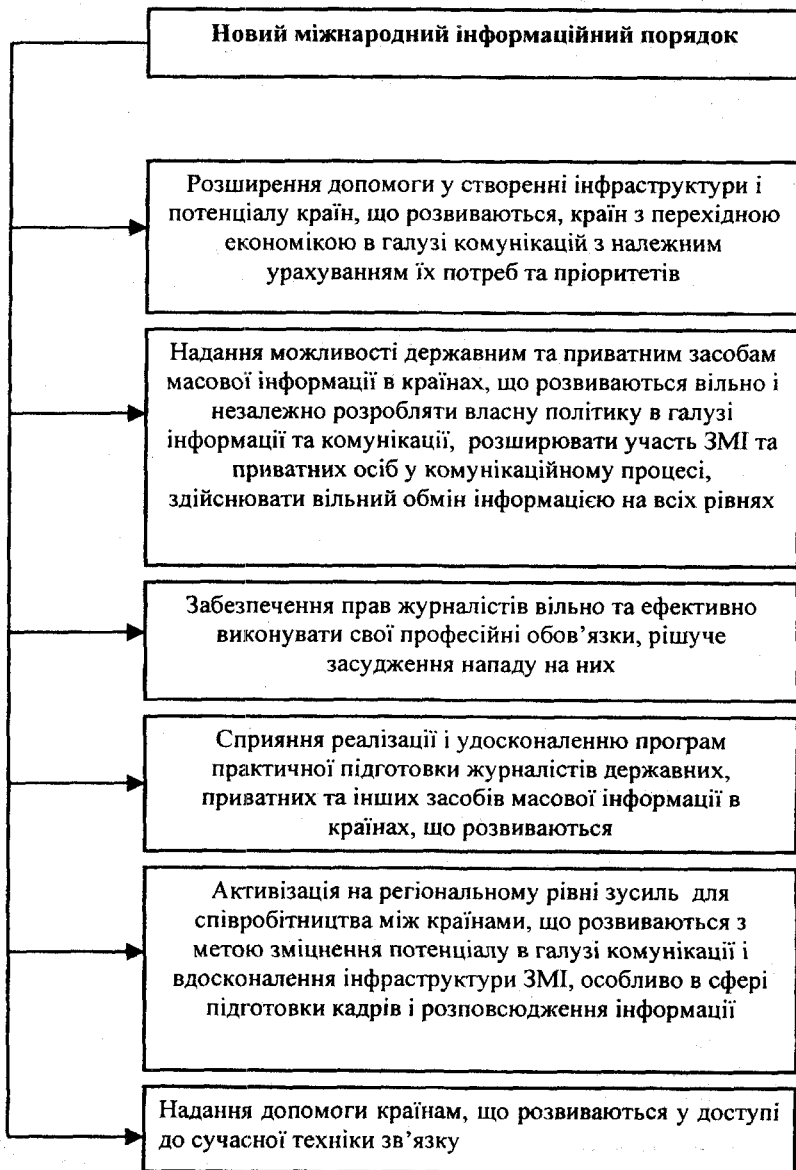 Новий міжнародний інформаційний порядок
Розширення допомоги у створенні інфраструктури і
потенціалу країн, що розвиваються, країн з перехідною
економікою в галузі комунікацій з належним
урахуванням їх потреб та пріоритетів
Надання можливості державним та приватним засобам
масової інформації в країнах, що розвиваються вільно і
незалежно розробляти власну політику в галузі
інформації та комунікації, розширювати участь ЗМІ та
приватних осіб у комунікаційному процесі,
здійснювати вільний обмін інформацією на всіх рівнях
Забезпечення прав журналістів вільно та ефективно
виконувати свої професійні обов’язки, рішуче
засудження нападу на них
Сприяння реалізації і удосконаленню програм
практичної підготовки журналістів державних,
приватних та інших засобів масової інформації в
країнах, що розвиваються
Активізація на регіональному рівні зусиль для
співробітництва між країнами, що розвиваються з
метою зміцнення потенціалу в галузі комунікації і
вдосконалення інфраструктури ЗМІ, особливо в сфері
підготовки кадрів і розповсюдження інформації
Надання допомоги країнам, що розвиваються у доступі
до сучасної техніки зв’язку